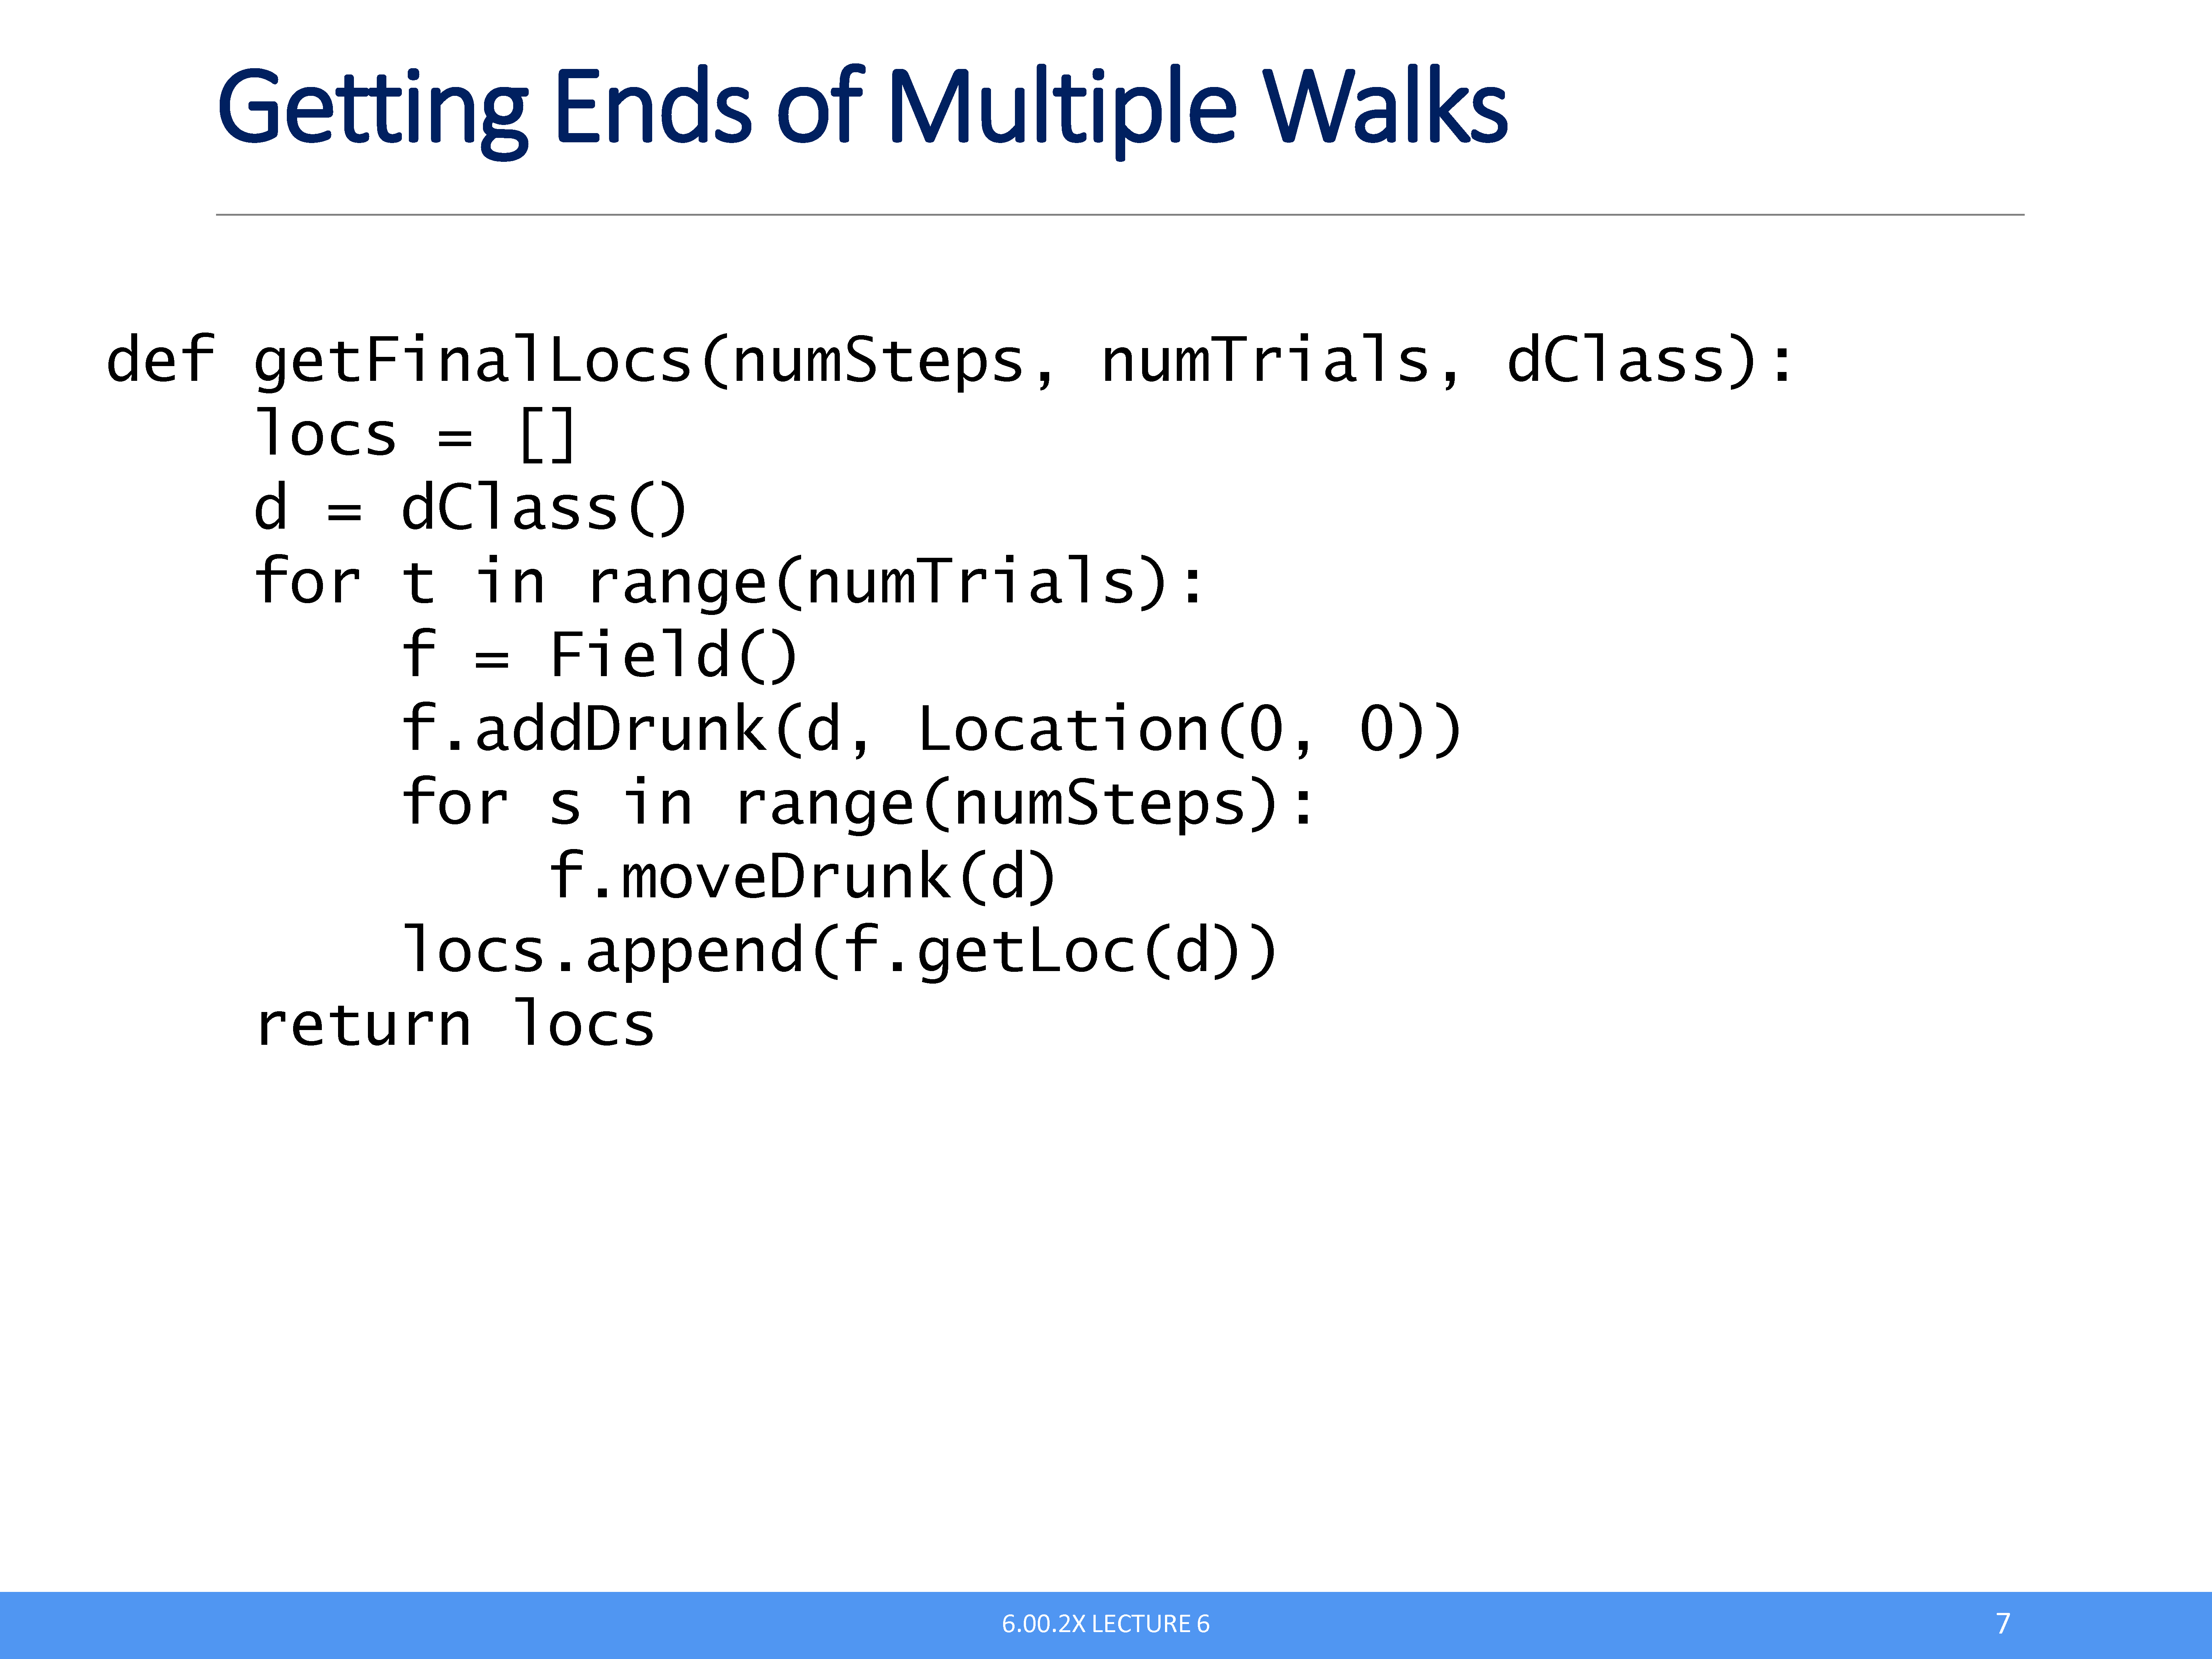 Getting Ends of Multiple Walks
def getFinalLocs(numSteps, numTrials, dClass):
    locs = []
    d = dClass()
    for t in range(numTrials):
        f = Field()
        f.addDrunk(d, Location(0, 0))
        for s in range(numSteps):
            f.moveDrunk(d)
        locs.append(f.getLoc(d))
    return locs
6.00.2X LECTURE 6
7